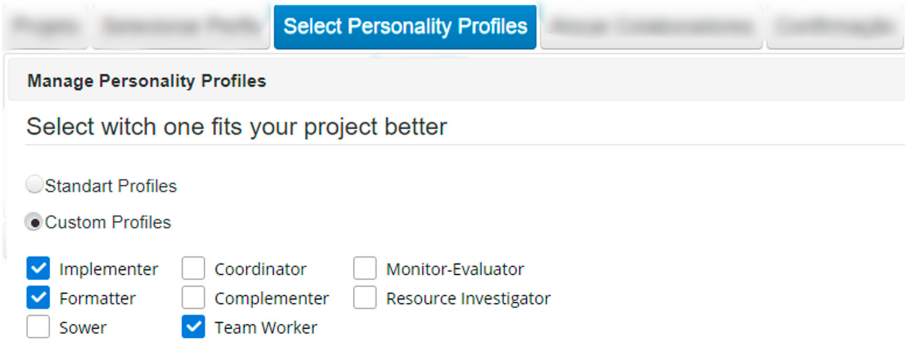 Select Personality Profiles
Manage Personality Profiles
Select witch one fits your project better
Standart Profiles
Custom Profiles
Implementer Coordinator Monitor-Evaluator
Formatter Complementer Resource Investigator
Sower Team Worker